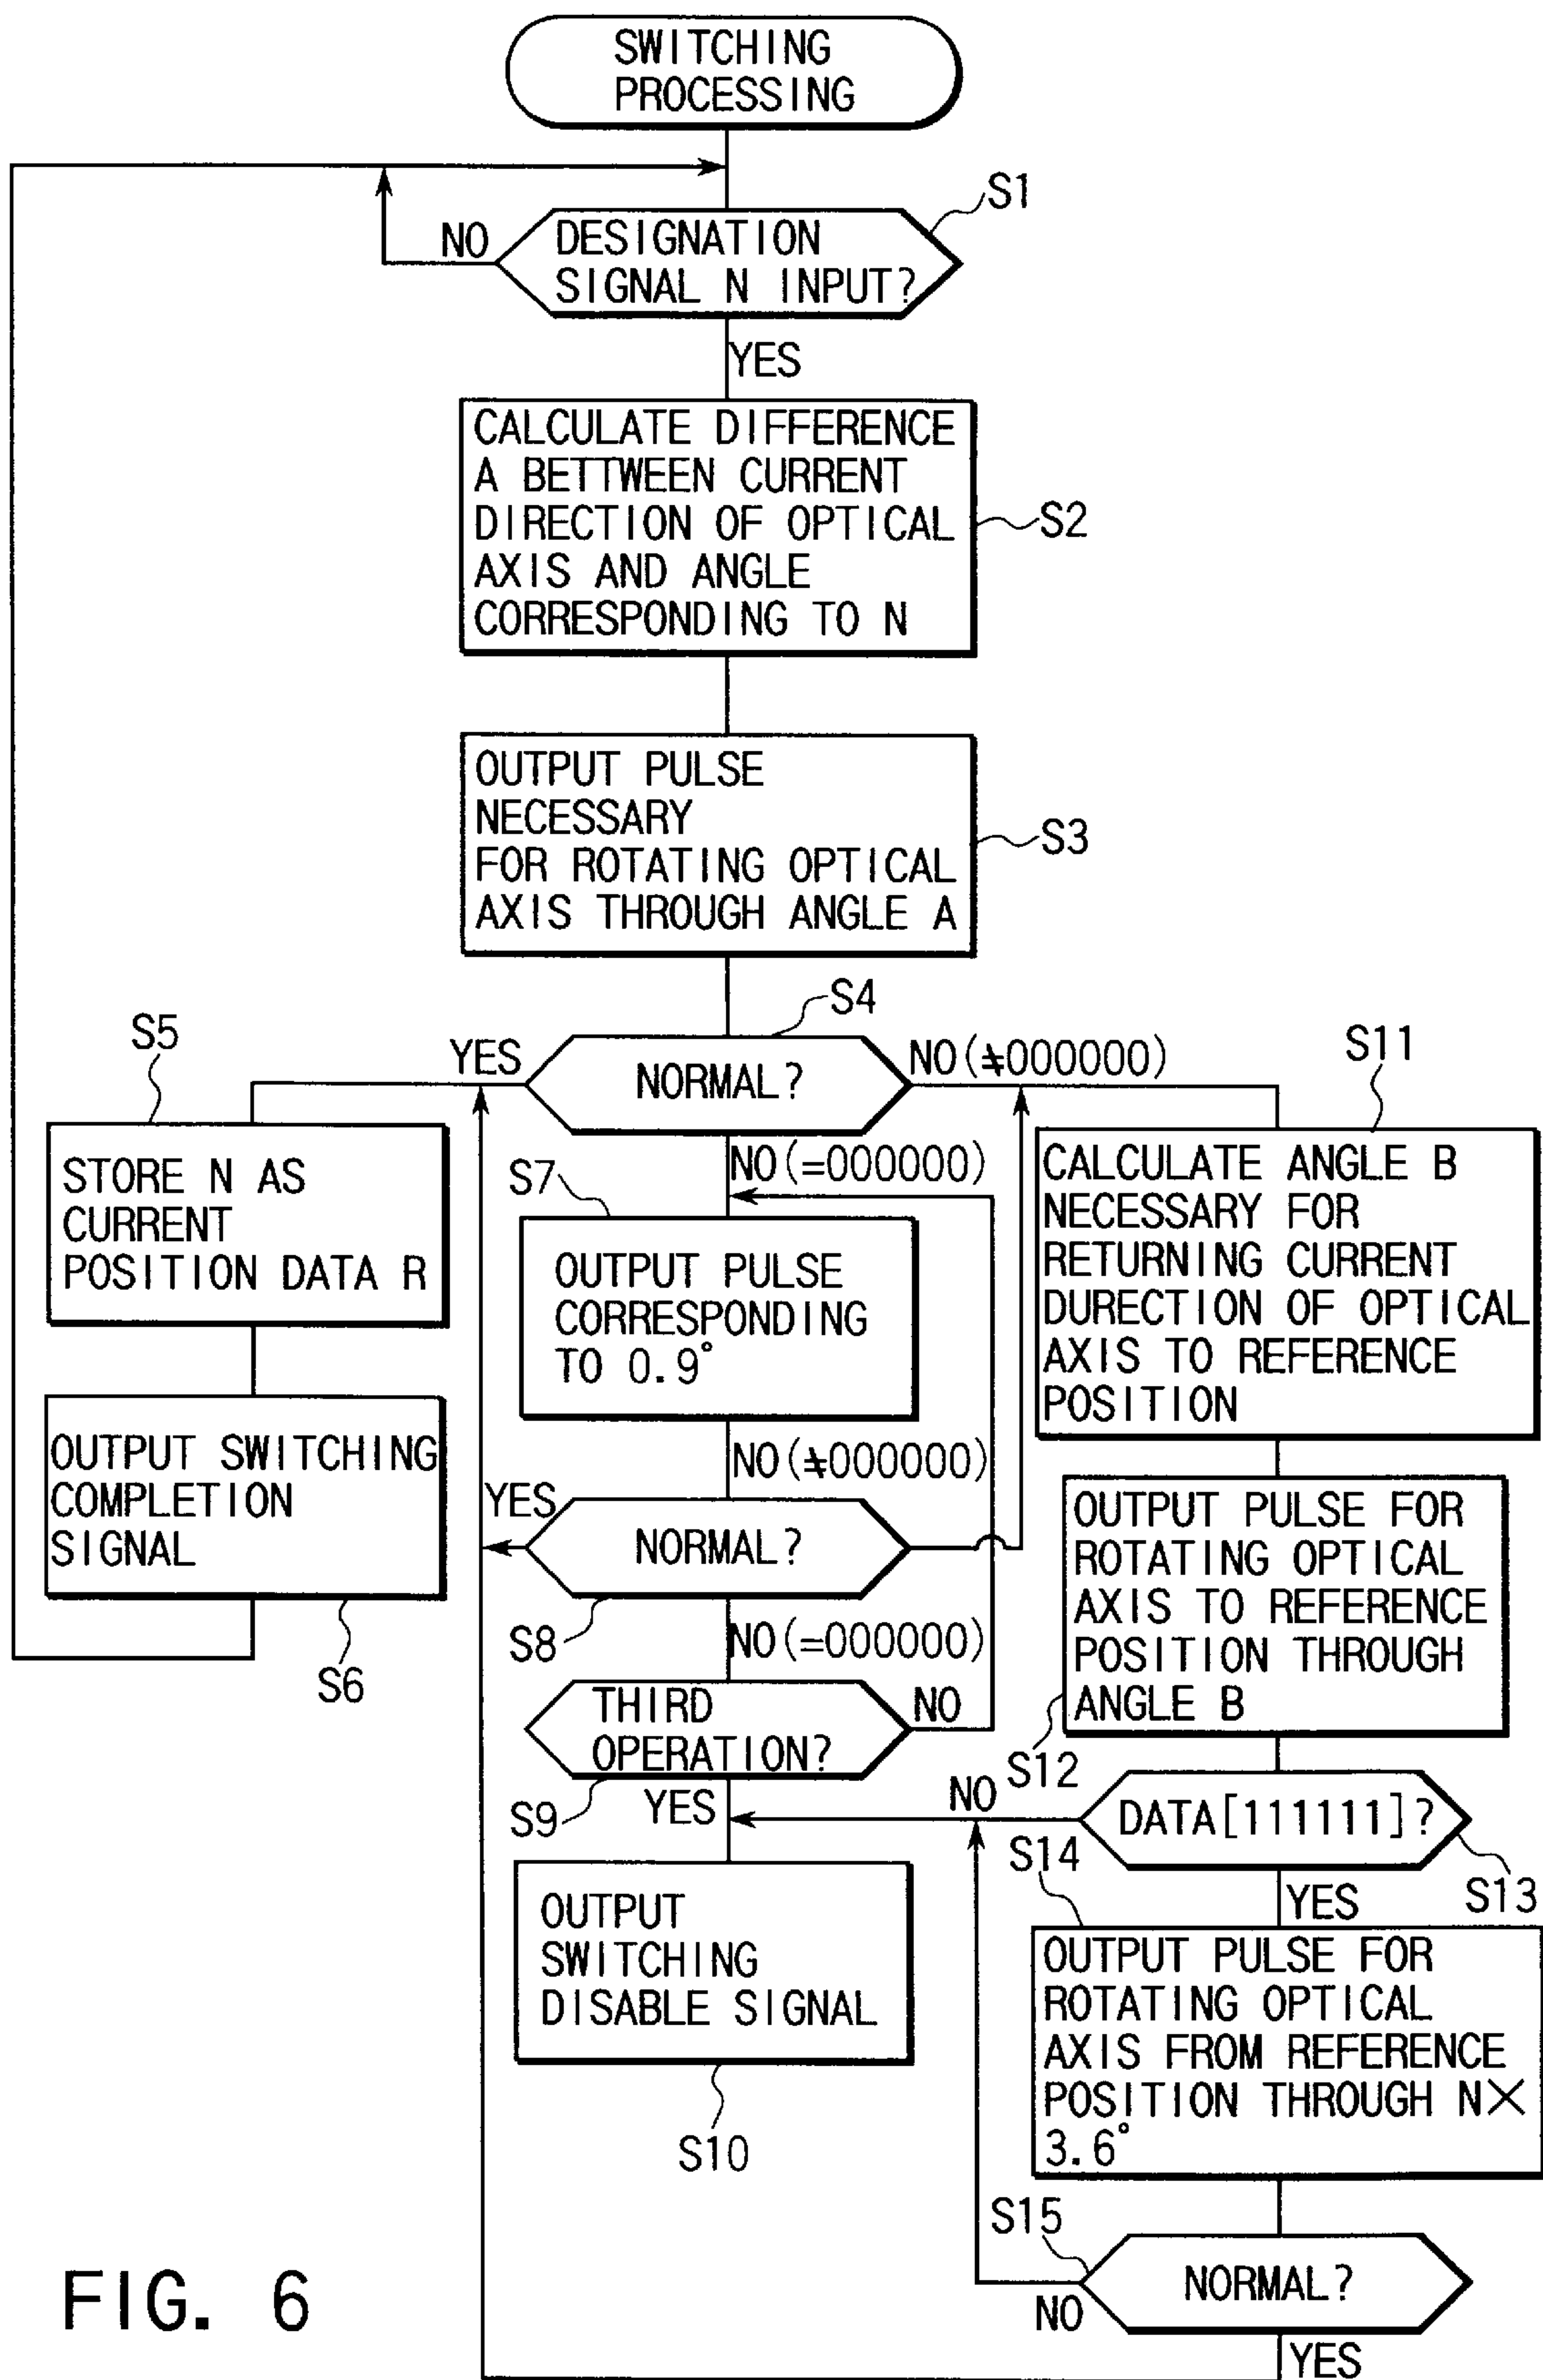 SWITCHING
PROCESSING
S1
NO
DESIGNATION
SIGNAL N INPUT?
YES
CALCULATE DIFFERENCE
A BETTWEEN CURRENT
DIRECTION OF OPTICAL
AXIS AND ANGLE
CORRESPONDING TO N
S2
OUTPUT PULSE
NECESSARY
FOR ROTATING OPTICAL
AXIS THROUGH ANGLE A
S3
S4
YES
NORMAL?
NO(≠000000)
NO(=000000)
S5
STORE N AS
CURRENT
POSITION DATA R
OUTPUT SWITCHING
COMPLETION
SIGNAL
S6
S7
OUTPUT PULSE
CORRESPONDING
TO 0.9°
NO(≠000000)
YES
NORMAL?
S8
NO(=000000)
THIRD
OPERATION?
NO
S9
YES
OUTPUT
SWITCHING
DISABLE SIGNAL
S10
S11
CALCULATE ANGLE B
NECESSARY FOR
RETURNING CURRENT
DURECTION OF OPTICAL
AXIS TO REFERENCE
POSITION
OUTPUT PULSE FOR
ROTATING OPTICAL
AXIS TO REFERENCE
POSITION THROUGH
ANGLE B
S12
NO
DATA[111111]?
S13
YES
S14
OUTPUT PULSE FOR
ROTATING OPTICAL
AXIS FROM REFERENCE
POSITION THROUGH N×
3.6°
S15
NORMAL?
NO
YES
FIG. 6